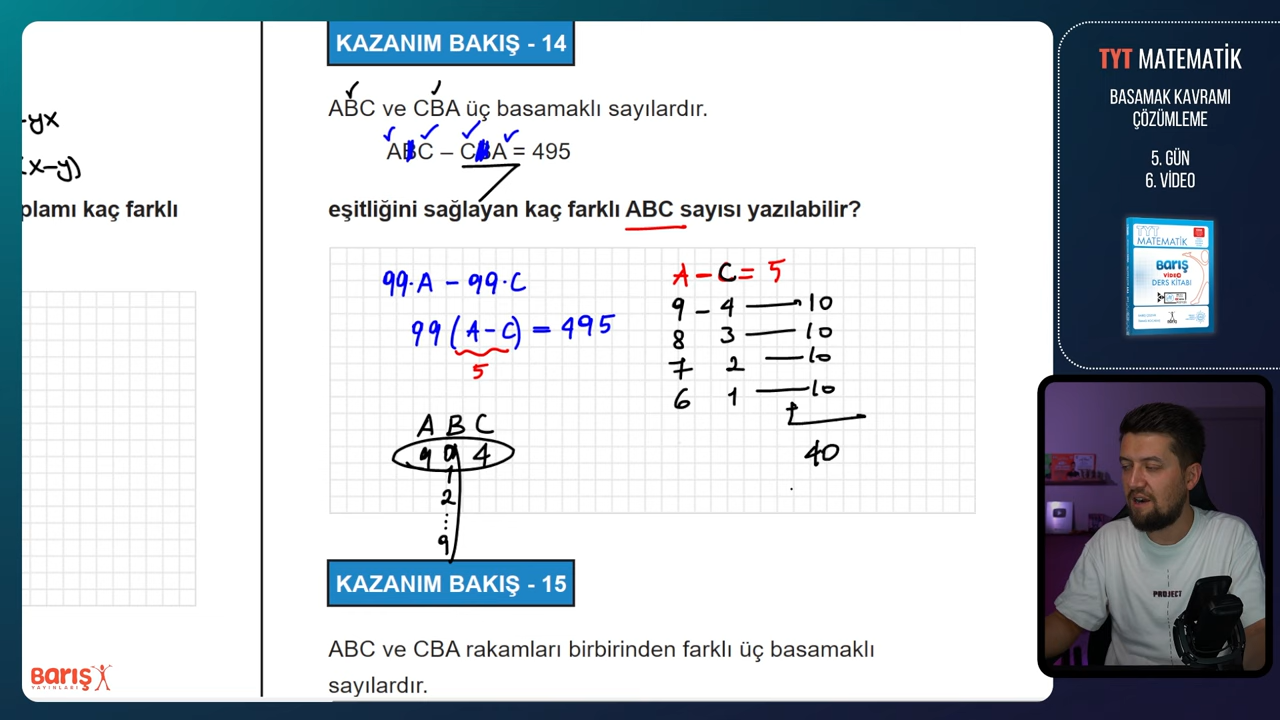 KAZANIM BAKIŞ - 14
ABC ve CBA üç basamaklı sayılardır.
ABC – CBA = 495
eşitliğini sağlayan kaç farklı ABC sayısı yazılabilir?
99·A – 99·C
99(A–C) = 495
5
A B C
9 0 4
1
2
⋮
9
A – C = 5
9 – 4 — 10
8 3 — 10
7 2 — 10
6 1 — 10
+
40
KAZANIM BAKIŞ - 15
ABC ve CBA rakamları birbirinden farklı üç basamaklı
sayılardır.
-yx
(x–y)
plamı kaç farklı
BARIŞ
YAYINLARI
TYT MATEMATİK
BASAMAK KAVRAMI
ÇÖZÜMLEME
5. GÜN
6. VİDEO
TYT
MATEMATİK
BARIŞ
VİDEO
DERS KİTABI
PROJECT